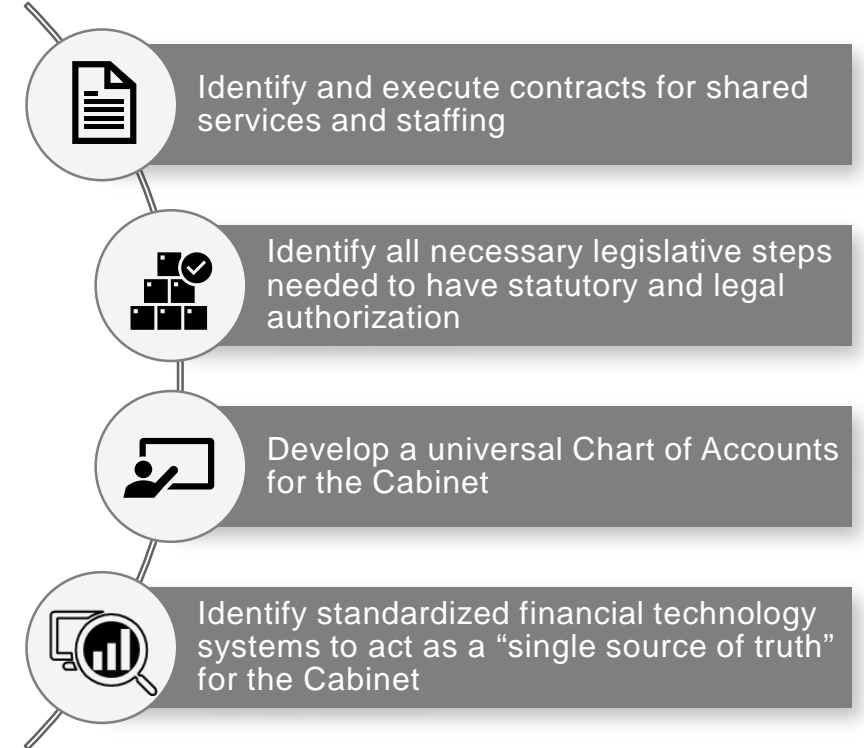 Identify and execute contracts for shared
services and staffing
Identify all necessary legislative steps
needed to have statutory and legal
authorization
Develop a universal Chart of Accounts
for the Cabinet
Identify standardized financial technology
systems to act as a “single source of truth”
for the Cabinet